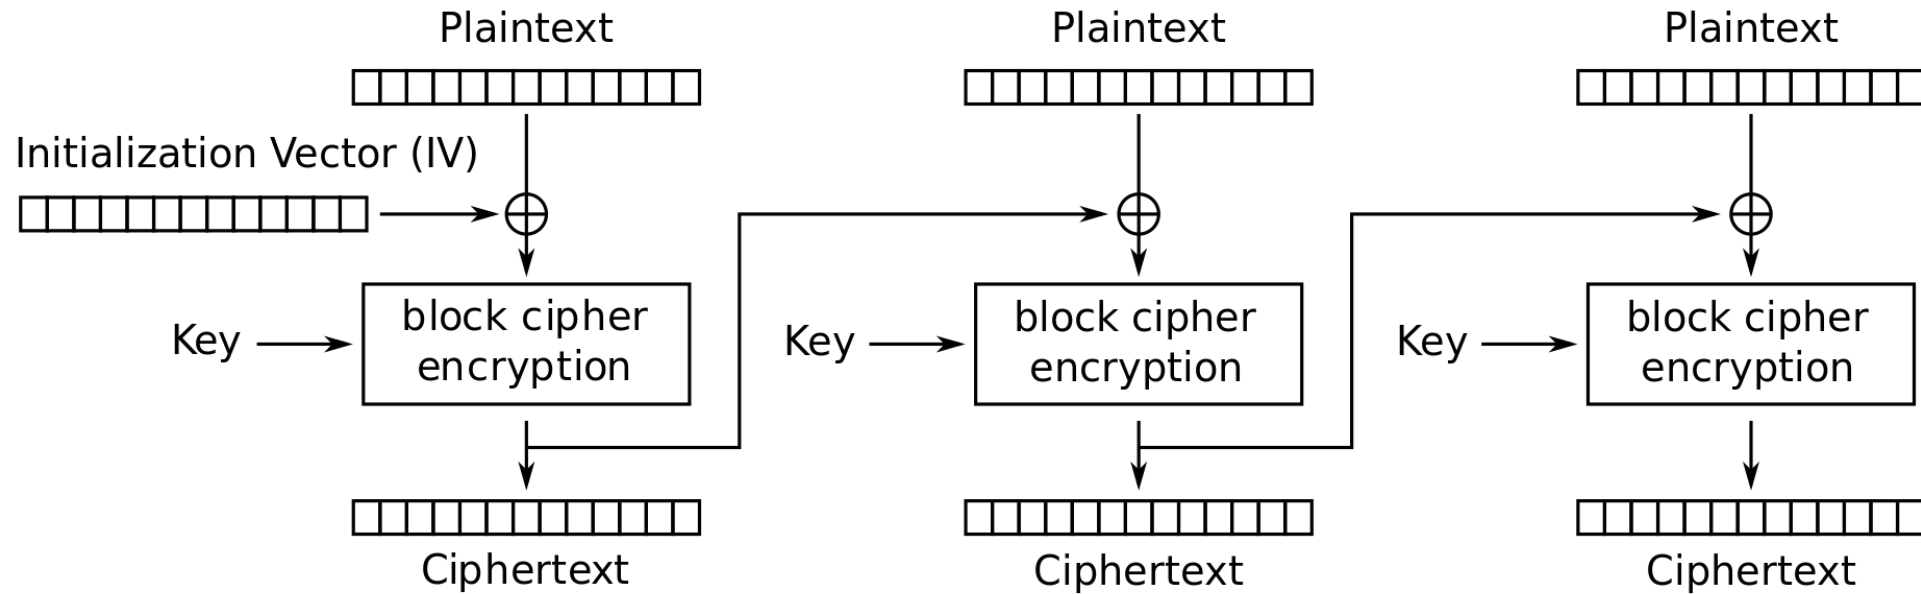 Plaintext
Plaintext
Plaintext
Initialization Vector (IV)
Key
block cipher
encryption
Key
block cipher
encryption
Key
block cipher
encryption
Ciphertext
Ciphertext
Ciphertext